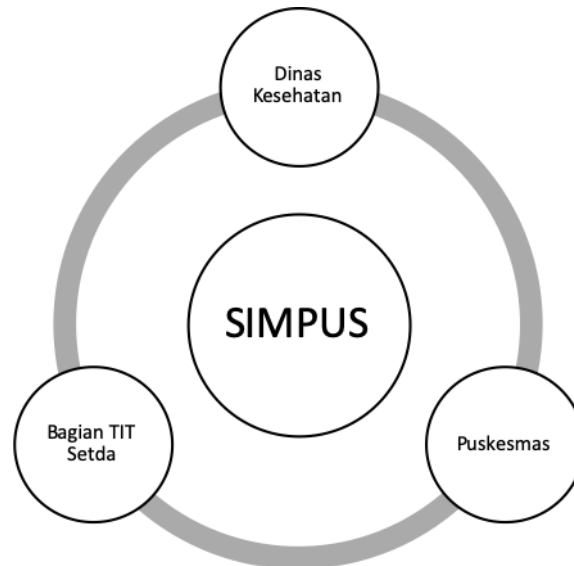 Dinas
Kesehatan
SIMPUS
Bagian TIT
Setda
Puskesmas